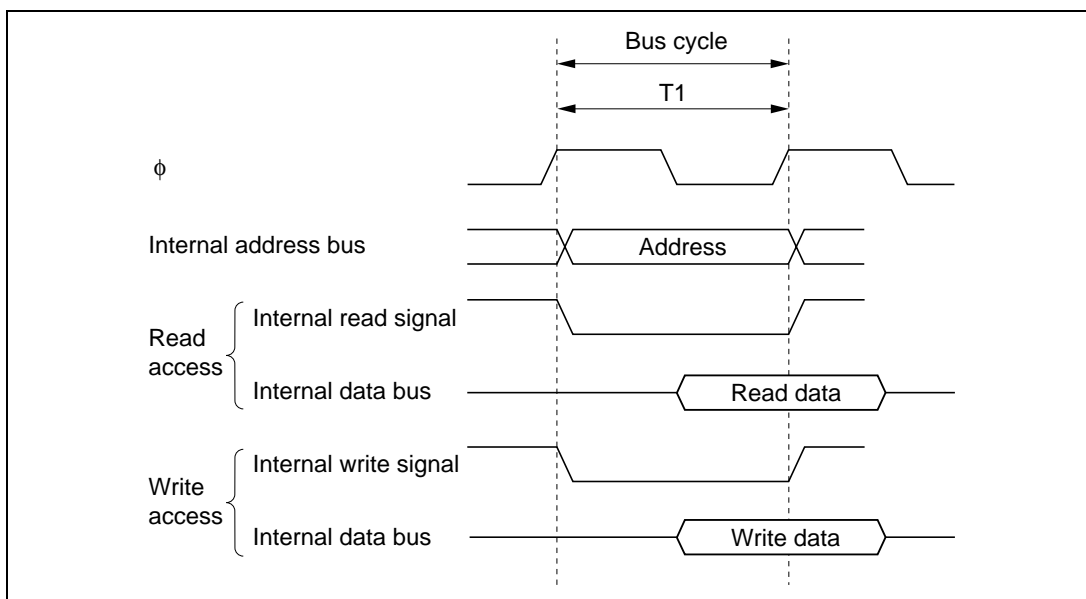 Bus cycle
T1
ϕ
Internal address bus
Address
Read
access
Internal read signal
Internal data bus
Read data
Write
access
Internal write signal
Internal data bus
Write data